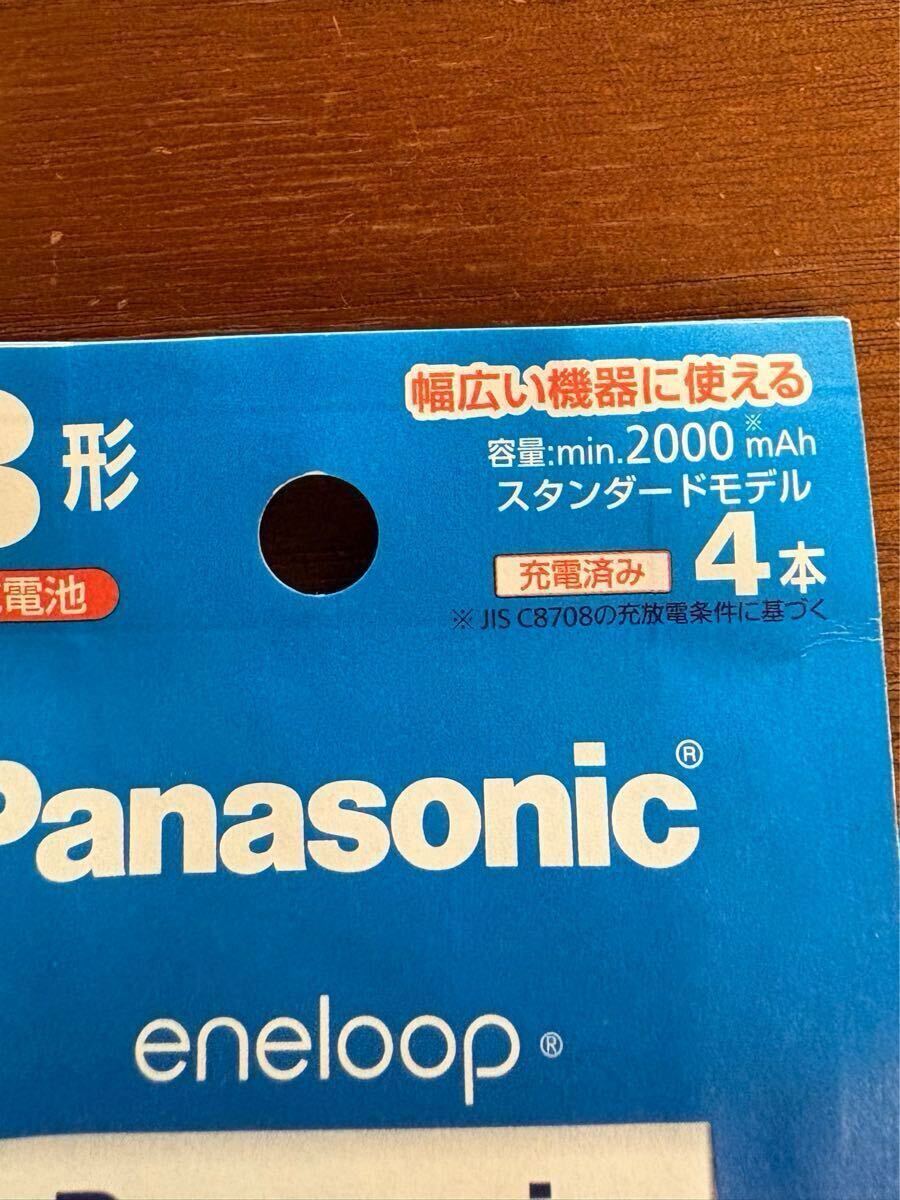 幅広い機器に使える
容量:min.2000※mAh
スタンダードモデル
充電済み 4本
※JIS C8708の充放電条件に基づく
3形
電池
Panasonic®
eneloop®